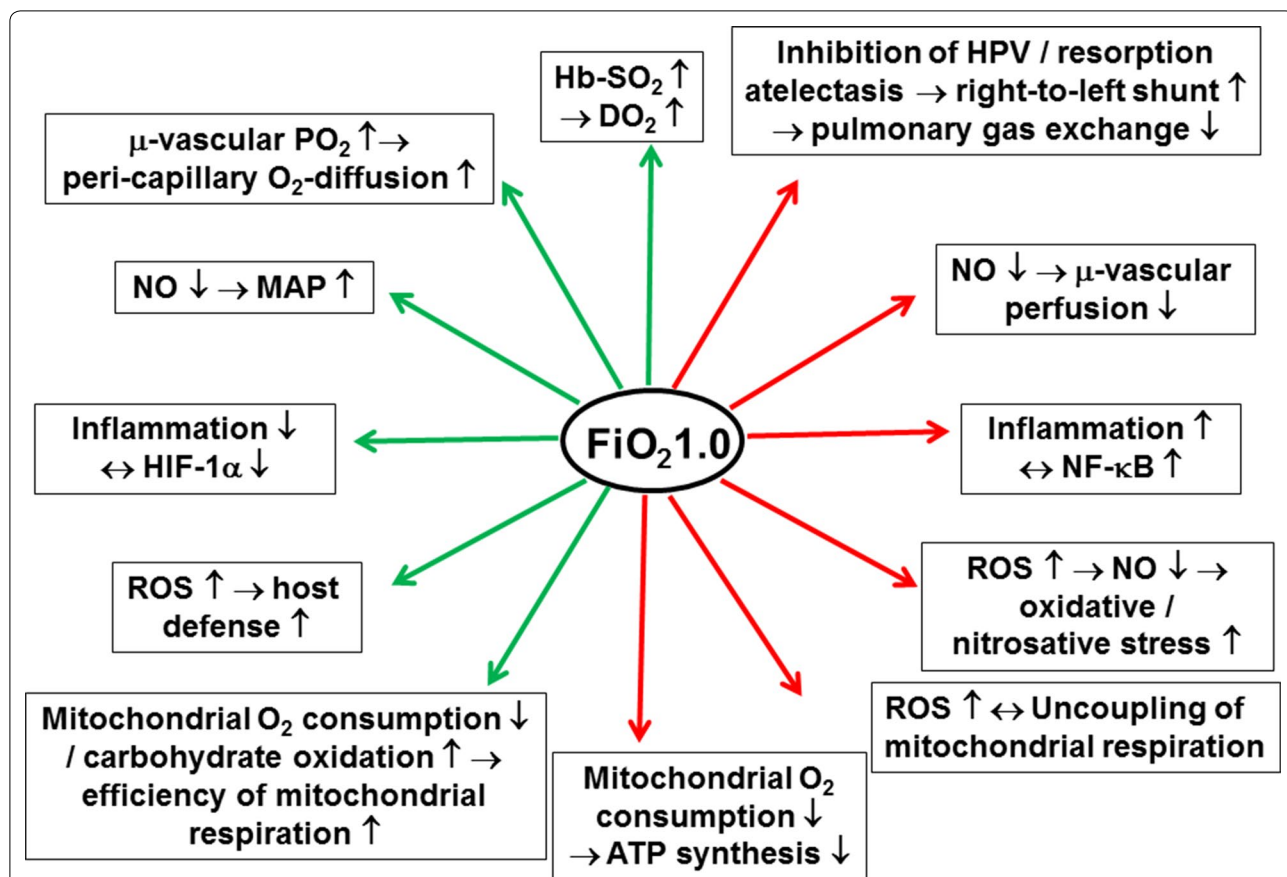 Hb-SO₂ ↑
→ DO₂ ↑
Inhibition of HPV / resorption
atelectasis → right-to-left shunt ↑
→ pulmonary gas exchange ↓
μ-vascular PO₂ ↑→
peri-capillary O₂-diffusion ↑
NO ↓ → MAP ↑
NO ↓ → μ-vascular
perfusion ↓
Inflammation ↓
↔ HIF-1α ↓
FiO₂1.0
Inflammation ↑
↔ NF-κB ↑
ROS ↑ → host
defense ↑
ROS ↑ → NO ↓ →
oxidative /
nitrosative stress ↑
Mitochondrial O₂ consumption ↓
/ carbohydrate oxidation ↑ →
efficiency of mitochondrial
respiration ↑
Mitochondrial O₂
consumption ↓
→ ATP synthesis ↓
ROS ↑ ↔ Uncoupling of
mitochondrial respiration